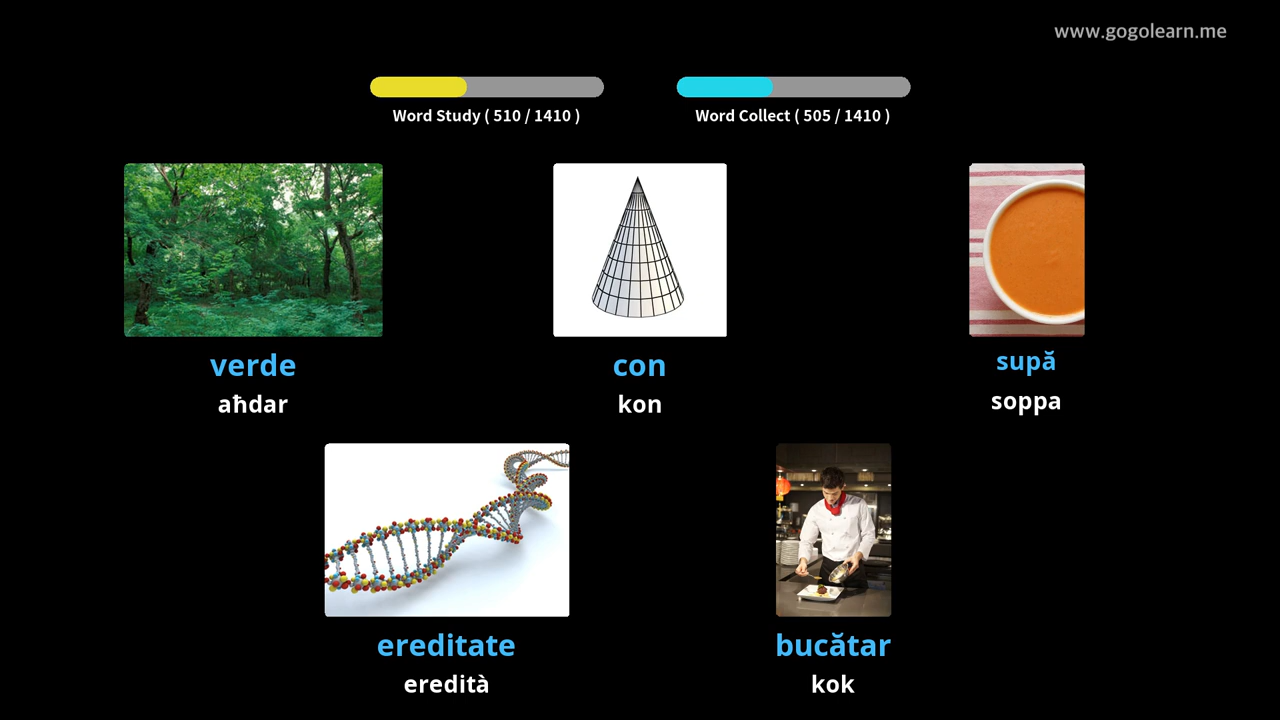 www.gogolearn.me
Word Study ( 510 / 1410 )
Word Collect ( 505 / 1410 )
verde
aħdar
con
kon
supă
soppa
ereditate
eredità
bucătar
kok